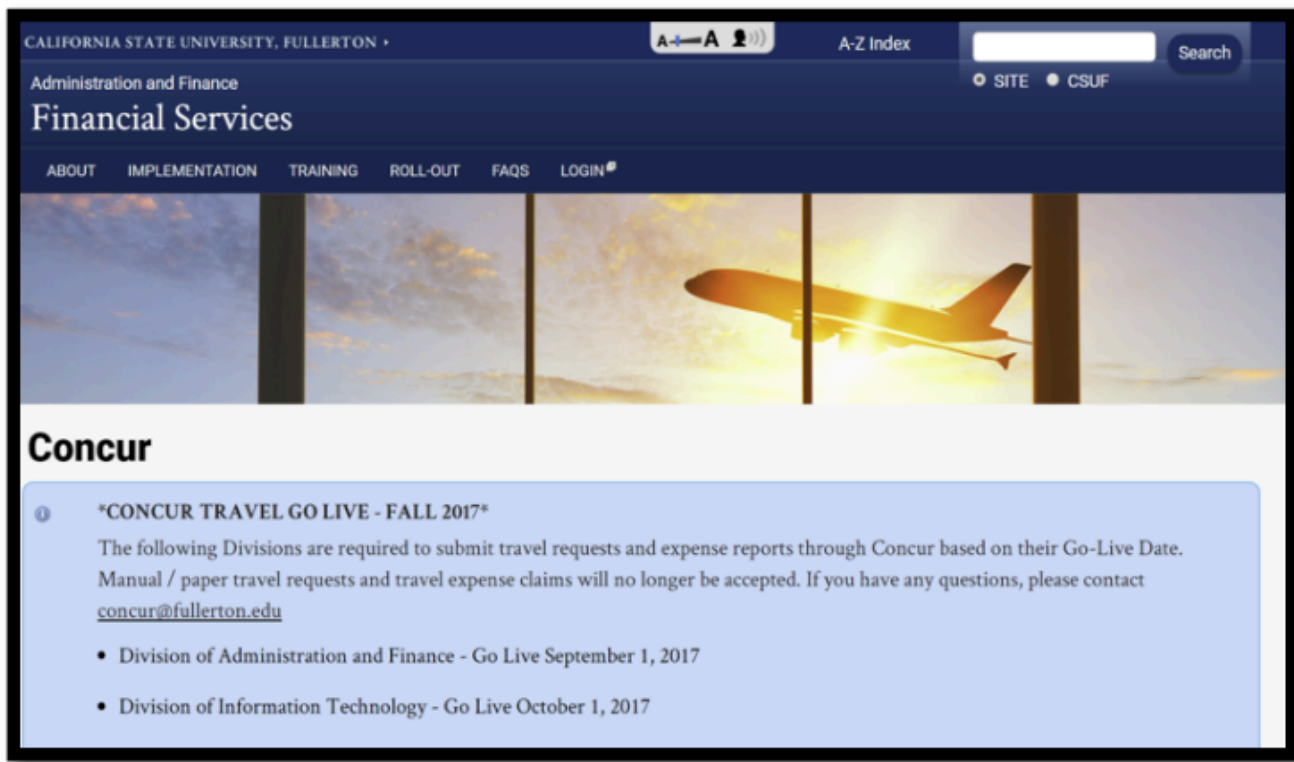 CALIFORNIA STATE UNIVERSITY, FULLERTON
A A
A-Z Index
Search
SITE CSUF
Administration and Finance
Financial Services
ABOUT IMPLEMENTATION TRAINING ROLL-OUT FAQS LOGIN
Concur
*CONCUR TRAVEL GO LIVE - FALL 2017*
The following Divisions are required to submit travel requests and expense reports through Concur based on their Go-Live Date.
Manual / paper travel requests and travel expense claims will no longer be accepted. If you have any questions, please contact
concur@fullerton.edu
• Division of Administration and Finance - Go Live September 1, 2017
• Division of Information Technology - Go Live October 1, 2017